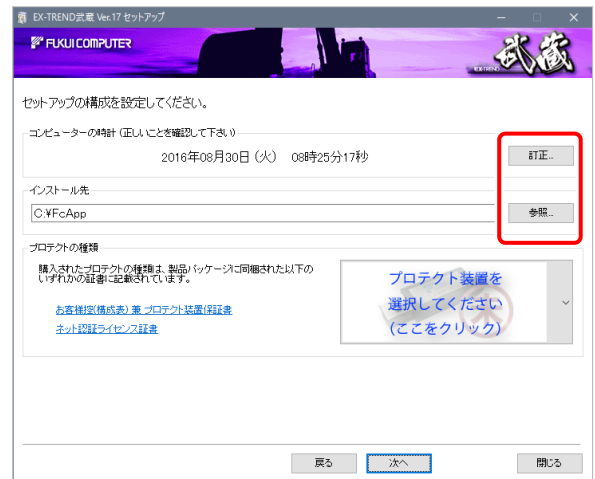 EX-TREND武蔵 Ver.17 セットアップ
FUKUI COMPUTER
EX-TREND 武蔵
セットアップの構成を設定してください。
コンピューターの時計 (正しいことを確認して下さい)
2016年08月30日 (火) 08時25分17秒
訂正...
インストール先
C:¥FcApp
参照...
プロテクトの種類
購入されたプロテクトの種類は、製品パッケージに同梱された以下の
いずれかの証書に記載されています。
お客様控(構成表) 兼 プロテクト装置保証書
ネット認証ライセンス証書
プロテクト装置を
選択してください
(ここをクリック)
戻る
次へ
閉じる